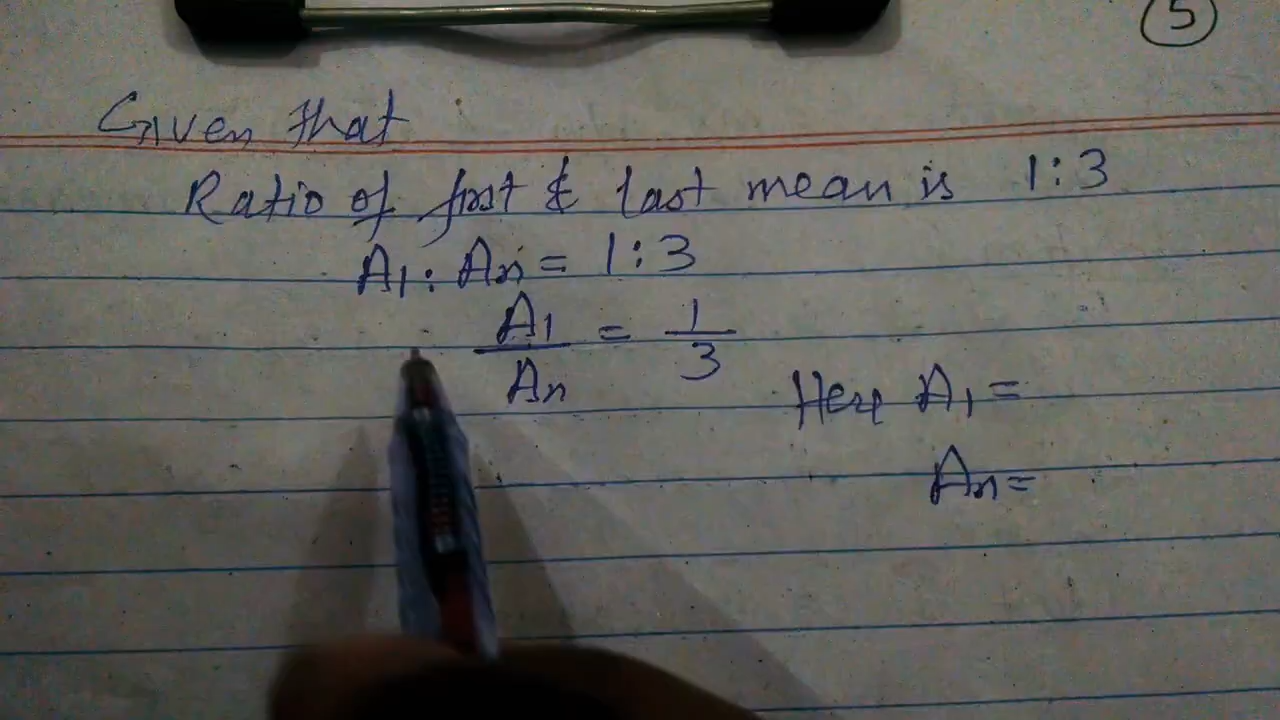 5
Given that
Ratio of first & last mean is 1:3
A1 : An = 1:3
A1/An = 1/3
Here A1 =
An =